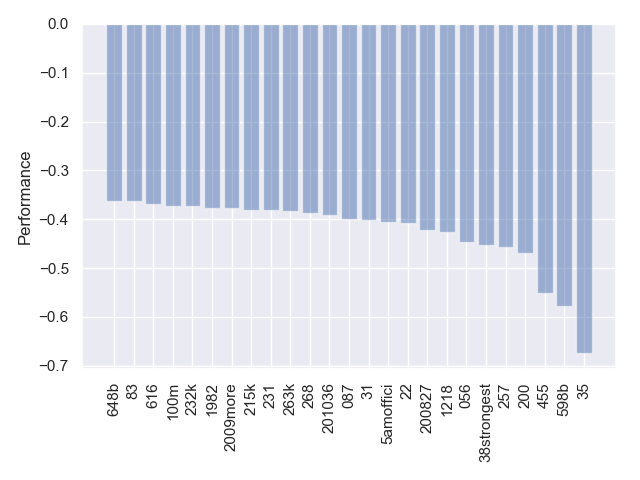 0.0
−0.1
−0.2
−0.3
−0.4
−0.5
−0.6
−0.7
Performance
648b
83
616
100m
232k
1982
2009more
215k
231
263k
268
201036
087
31
5amoffici
22
200827
1218
056
38strongest
257
200
455
598b
35